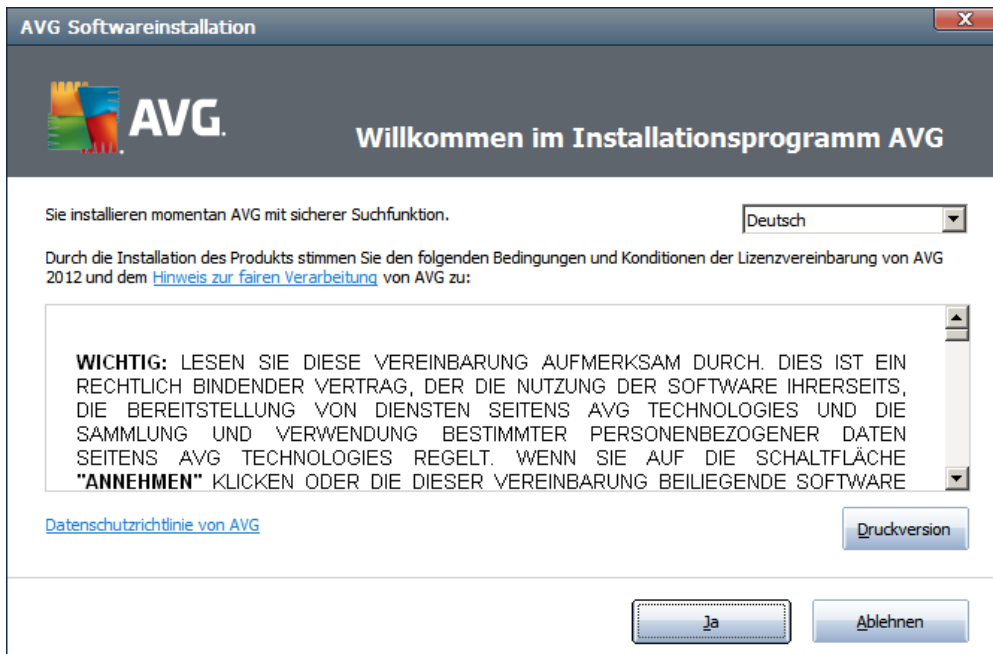 AVG Softwareinstallation
AVG.
Willkommen im Installationsprogramm AVG
Sie installieren momentan AVG mit sicherer Suchfunktion.
Deutsch
Durch die Installation des Produkts stimmen Sie den folgenden Bedingungen und Konditionen der Lizenzvereinbarung von AVG
2012 und dem Hinweis zur fairen Verarbeitung von AVG zu:
WICHTIG: LESEN SIE DIESE VEREINBARUNG AUFMERKSAM DURCH. DIES IST EIN
RECHTLICH BINDENDER VERTRAG, DER DIE NUTZUNG DER SOFTWARE IHRERSEITS,
DIE BEREITSTELLUNG VON DIENSTEN SEITENS AVG TECHNOLOGIES UND DIE
SAMMLUNG UND VERWENDUNG BESTIMMTER PERSONENBEZOGENER DATEN
SEITENS AVG TECHNOLOGIES REGELT. WENN SIE AUF DIE SCHALTFLÄCHE
"ANNEHMEN" KLICKEN ODER DIE DIESER VEREINBARUNG BEILIEGENDE SOFTWARE
Datenschutzrichtlinie von AVG
Druckversion
Ja
Ablehnen